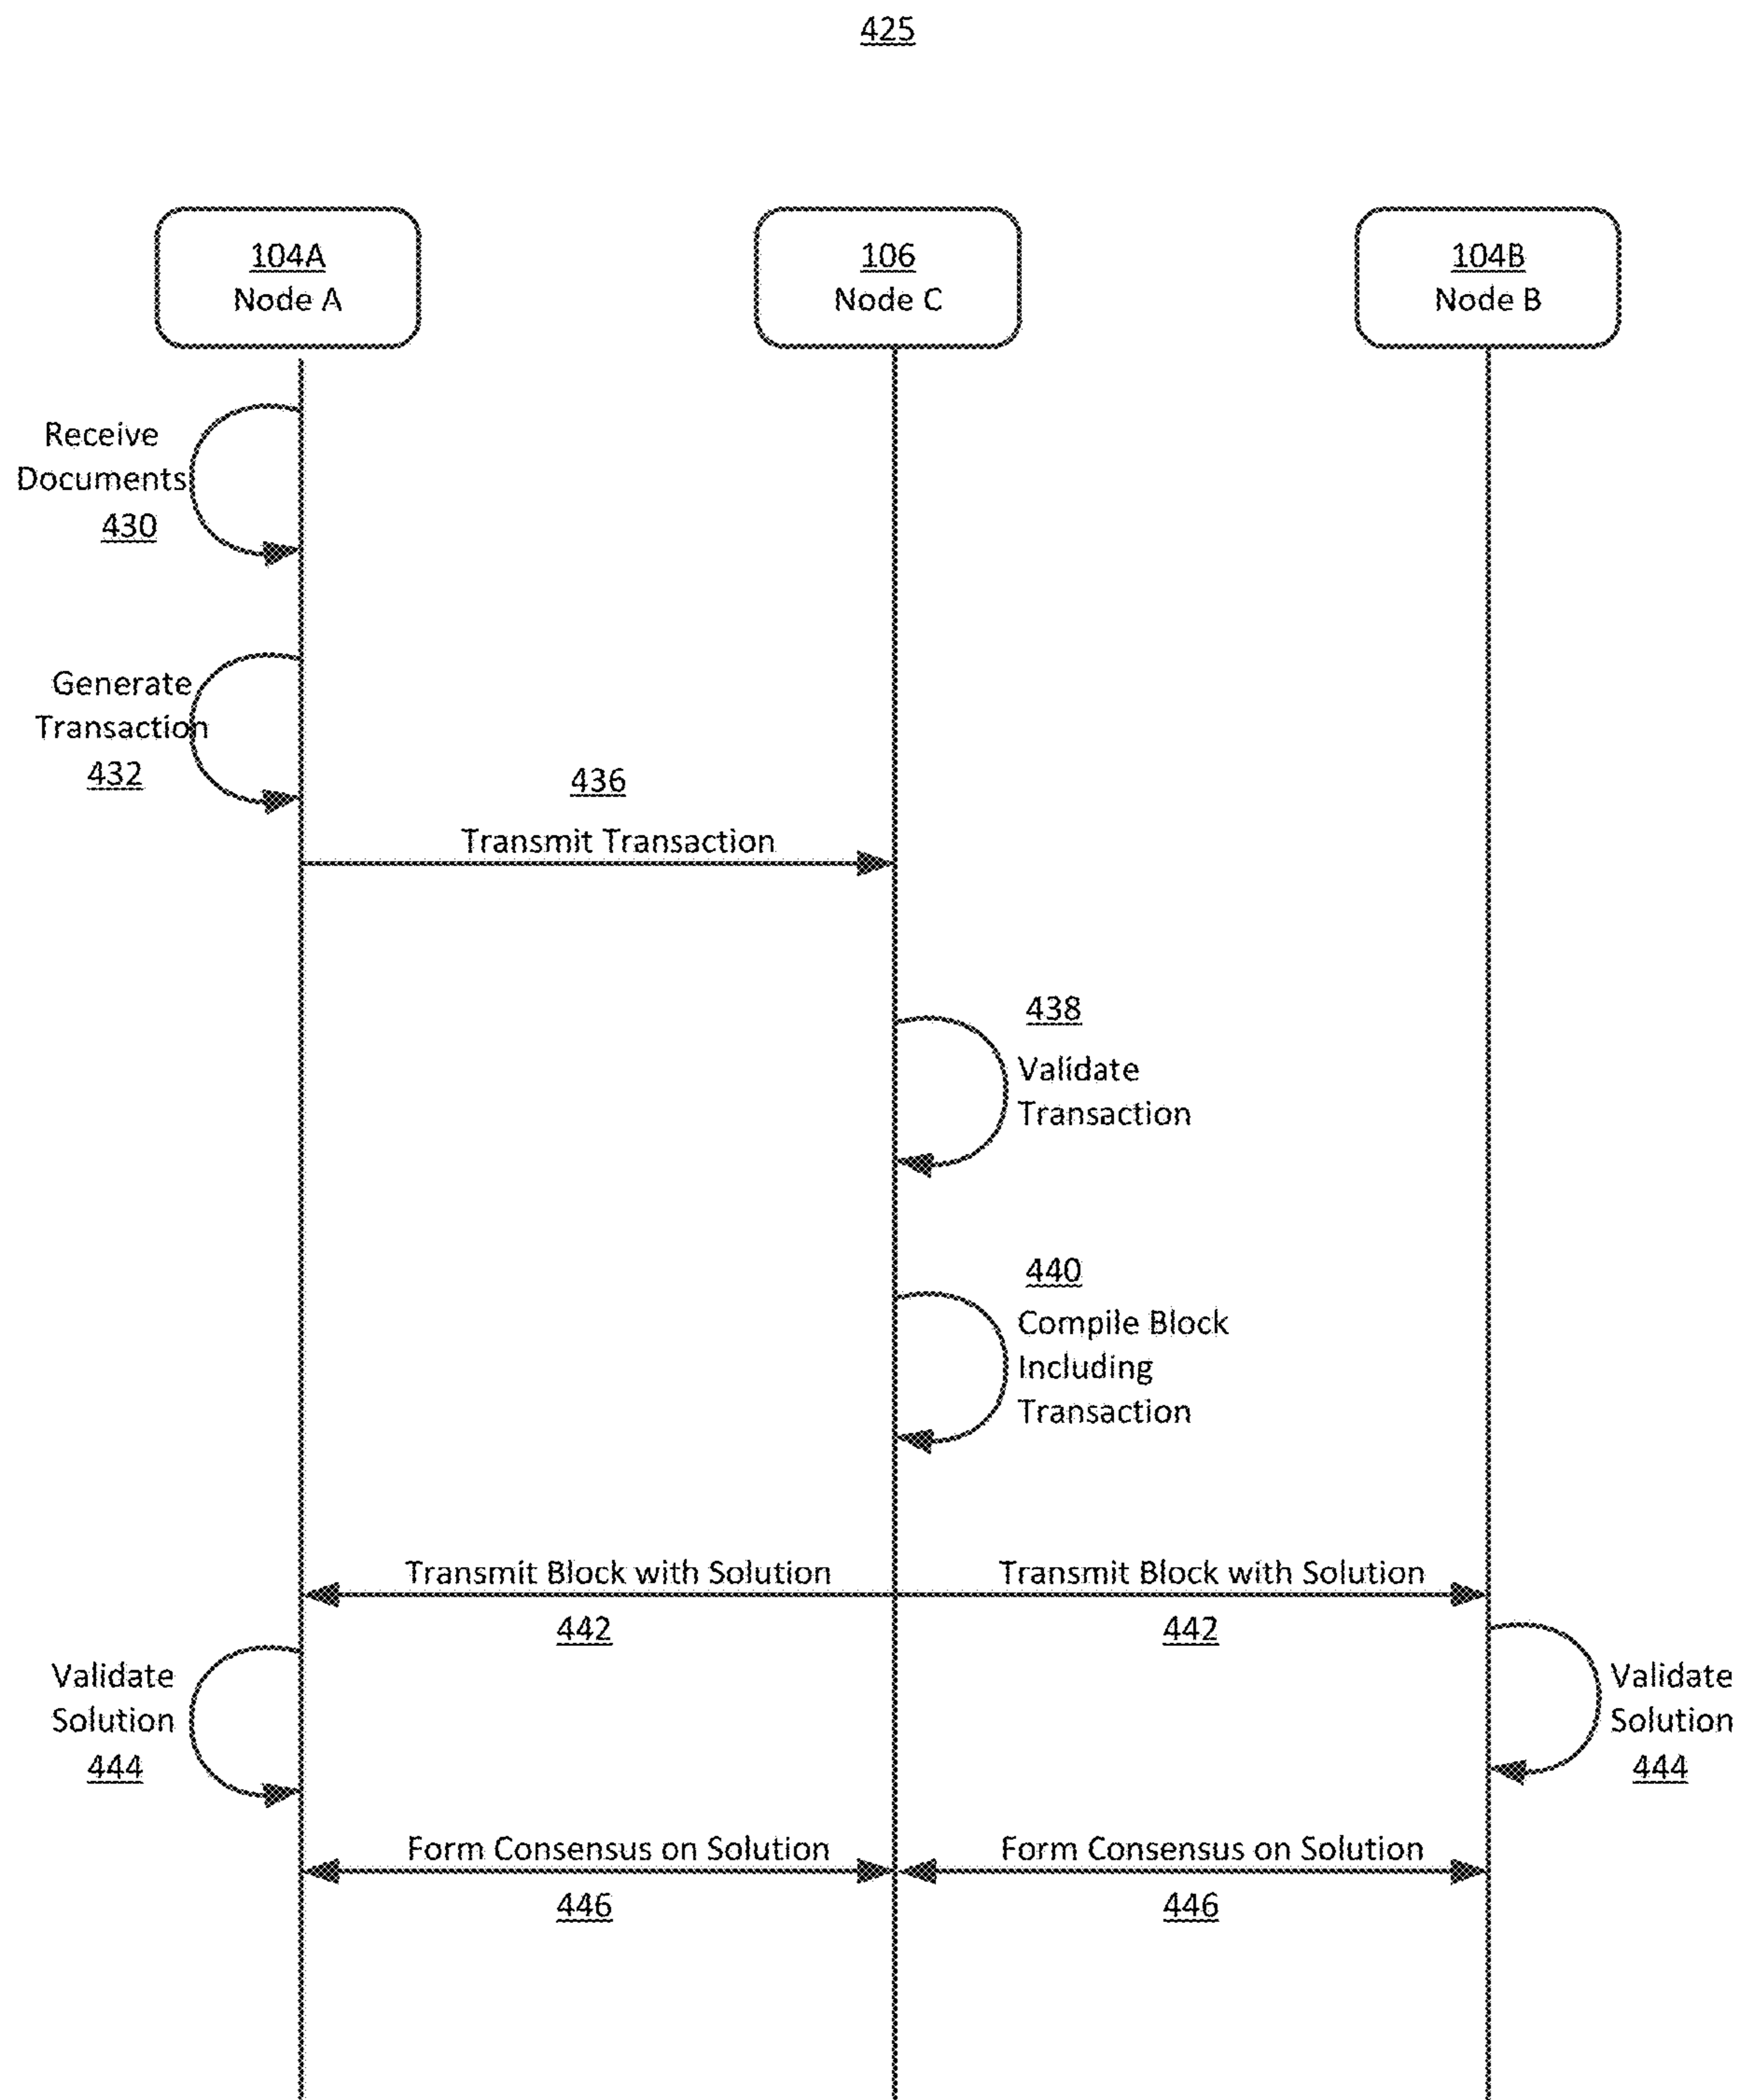 425
104A
Node A
106
Node C
104B
Node B
Receive
Documents
430
Generate
Transaction
432
436
Transmit Transaction
438
Validate
Transaction
440
Compile Block
Including
Transaction
Transmit Block with Solution
442
Transmit Block with Solution
442
Validate
Solution
444
Validate
Solution
444
Form Consensus on Solution
446
Form Consensus on Solution
446